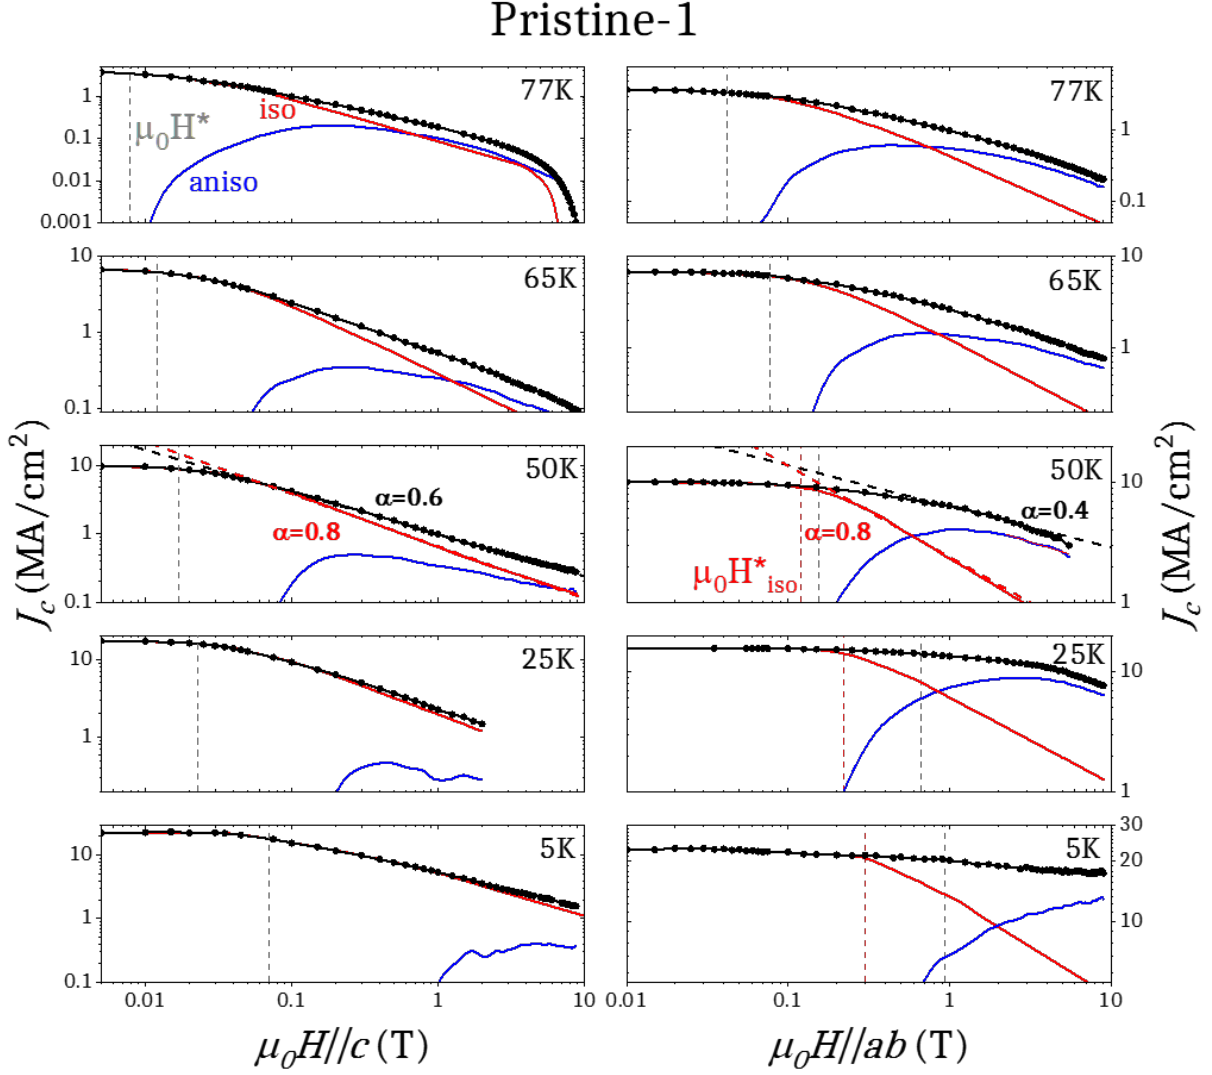 Pristine-1
77K
1
0.1
0.01
0.001
μ₀H*
iso
aniso
77K
1
0.1
65K
10
1
0.1
65K
10
1
50K
10
1
0.1
α=0.6
α=0.8
50K
10
1
α=0.4
α=0.8
μ₀H*iso
25K
10
1
25K
10
1
5K
10
1
0.1
0.01
0.1
1
10
5K
30
20
10
0.01
0.1
1
10
J_c (MA/cm²)
J_c (MA/cm²)
μ₀H//c (T)
μ₀H//ab (T)